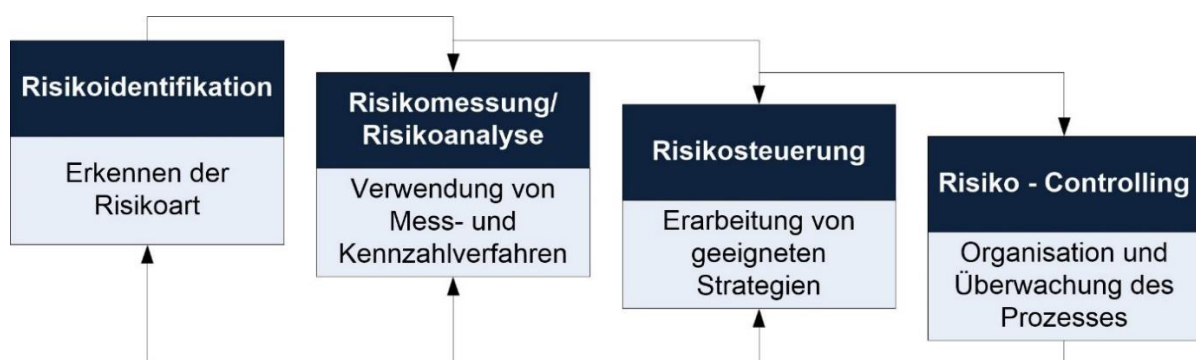 Risikoidentifikation
Erkennen der
Risikoart
Risikomessung/
Risikoanalyse
Verwendung von
Mess- und
Kennzahlverfahren
Risikosteuerung
Erarbeitung von
geeigneten
Strategien
Risiko - Controlling
Organisation und
Überwachung des
Prozesses